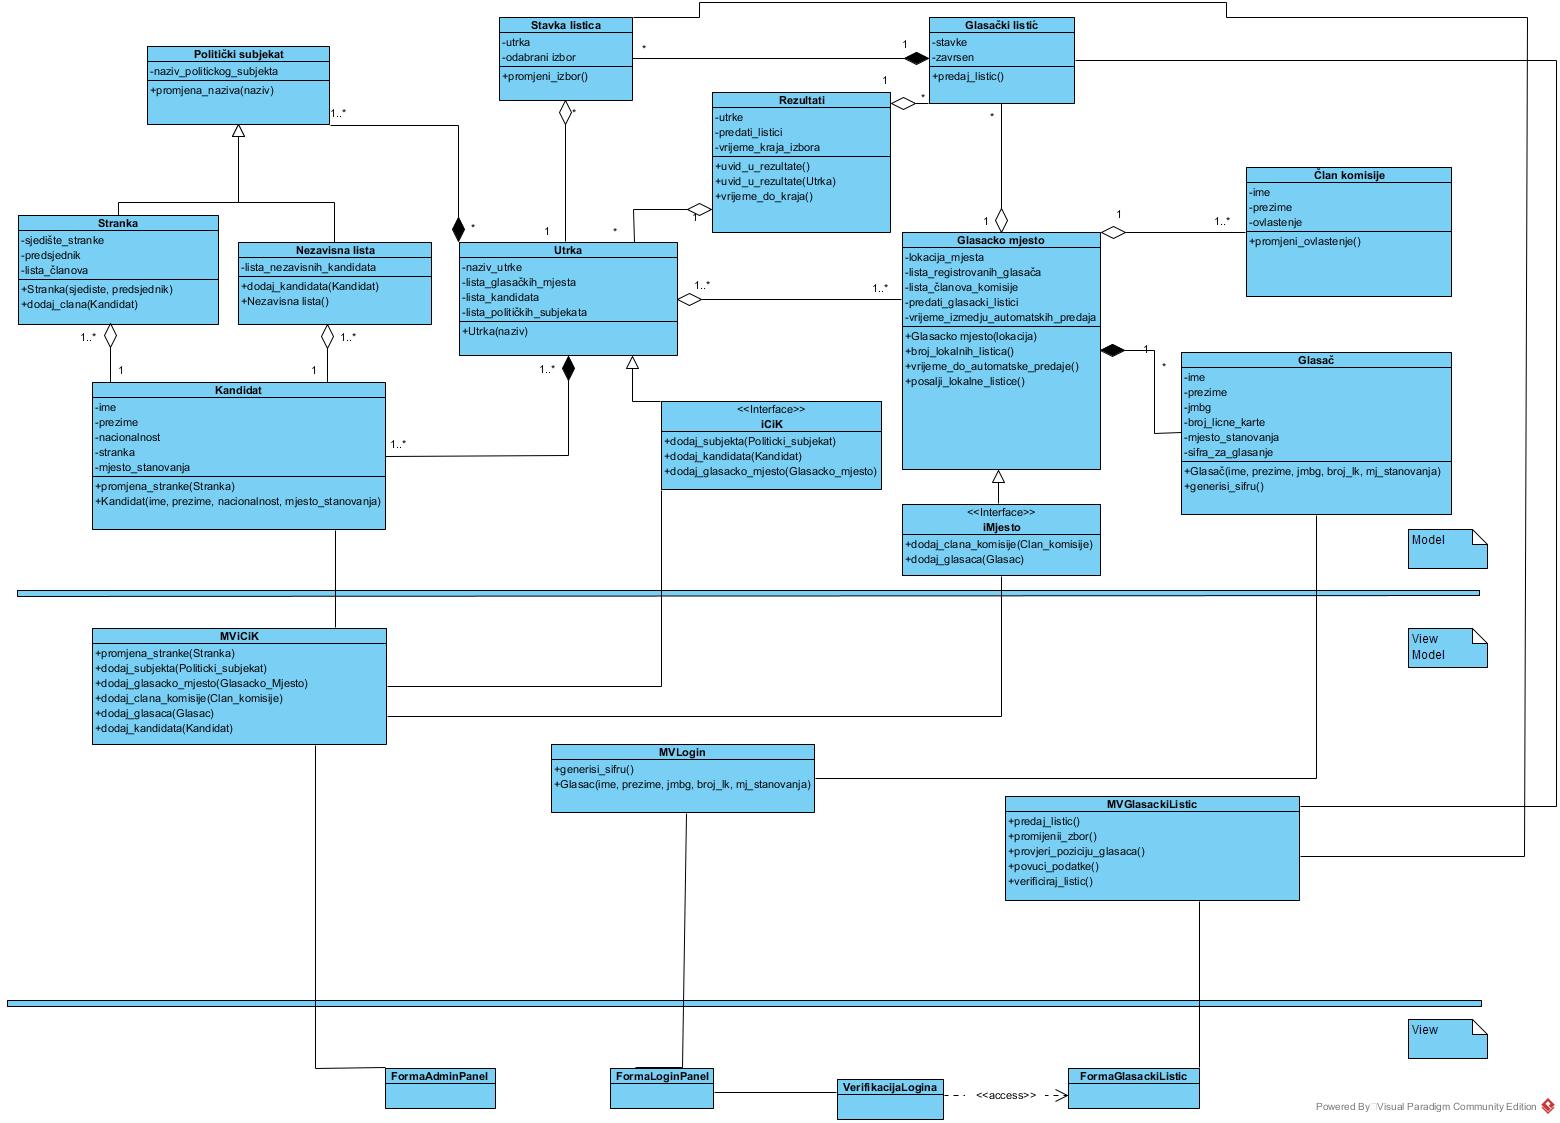 Politički subjekat
-naziv_politickog_subjekta
+promjena_naziva(naziv)
1..*
Stavka listica
-utrka
-odabrani izbor
+promjeni_izbor()
*
1
*
Glasački listić
-stavke
-zavrsen
+predaj_listic()
*
1
*
Rezultati
-utrke
-predati_listici
-vrijeme_kraja_izbora
+uvid_u_rezultate()
+uvid_u_rezultate(Utrka)
+vrijeme_do_kraja()
1
*
Član komisije
-ime
-prezime
-ovlastenje
+promjeni_ovlastenje()
1
1..*
Stranka
-sjedište_stranke
-predsjednik
-lista_članova
+Stranka(sjediste, predsjednik)
+dodaj_clana(Kandidat)
1..*
1
Nezavisna lista
-lista_nezavisnih_kandidata
+dodaj_kandidata(Kandidat)
+Nezavisna lista()
1..*
1
*
1
Utrka
-naziv_utrke
-lista_glasačkih_mjesta
-lista_kandidata
-lista_političkih_subjekata
+Utrka(naziv)
1..*
1..*
1..*
1..*
1
Glasacko mjesto
-lokacija_mjesta
-lista_registrovanih_glasača
-lista_članova_komisije
-predati_glasacki_listici
-vrijeme_izmedju_automatskih_predaja
+Glasacko mjesto(lokacija)
+broj_lokalnih_listica()
+vrijeme_do_automatske_predaje()
+posalji_lokalne_listice()
1
*
Glasač
-ime
-prezime
-jmbg
-broj_licne_karte
-mjesto_stanovanja
-sifra_za_glasanje
+Glasač(ime, prezime, jmbg, broj_lk, mj_stanovanja)
+generisi_sifru()
Kandidat
-ime
-prezime
-nacionalnost
-stranka
-mjesto_stanovanja
+promjena_stranke(Stranka)
+Kandidat(ime, prezime, nacionalnost, mjesto_stanovanja)
<<Interface>>
iCiK
+dodaj_subjekta(Politicki_subjekat)
+dodaj_kandidata(Kandidat)
+dodaj_glasacko_mjesto(Glasacko_mjesto)
<<Interface>>
iMjesto
+dodaj_clana_komisije(Clan_komisije)
+dodaj_glasaca(Glasac)
Model
MViCiK
+promjena_stranke(Stranka)
+dodaj_subjekta(Politicki_subjekat)
+dodaj_glasacko_mjesto(Glasacko_Mjesto)
+dodaj_clana_komisije(Clan_komisije)
+dodaj_glasaca(Glasac)
+dodaj_kandidata(Kandidat)
View
Model
MVLogin
+generisi_sifru()
+Glasac(ime, prezime, jmbg, broj_lk, mj_stanovanja)
MVGlasackiListic
+predaj_listic()
+promijenii_zbor()
+provjeri_poziciju_glasaca()
+povuci_podatke()
+verificiraj_listic()
View
FormaAdminPanel
FormaLoginPanel
VerifikacijaLogina
<<access>>
FormaGlasackiListic
Powered By Visual Paradigm Community Edition